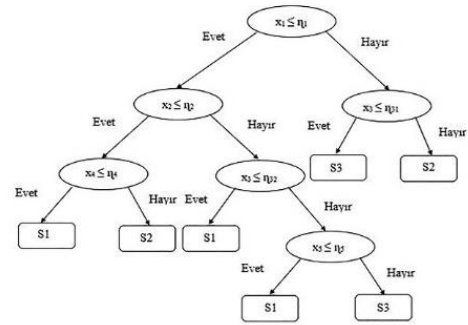 x₁ ≤ η₁
Evet
Hayır
x₂ ≤ η₂
x₃ ≤ η₃₁
Evet
Hayır
Evet
Hayır
x₄ ≤ η₄
x₃ ≤ η₃₂
S3
S2
Evet
Hayır
Evet
Hayır
S1
S2
S1
x₅ ≤ η₅
Evet
Hayır
S1
S3